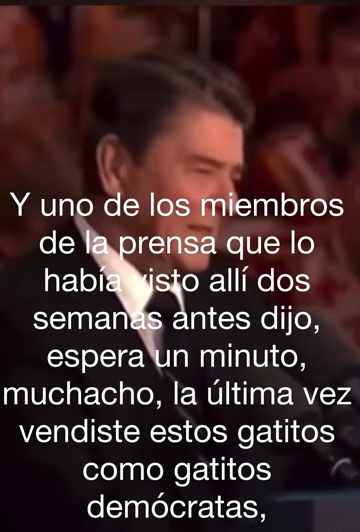 Y uno de los miembros
de la prensa que lo
había visto allí dos
semanas antes dijo,
espera un minuto,
muchacho, la última vez
vendiste estos gatitos
como gatitos
demócratas,